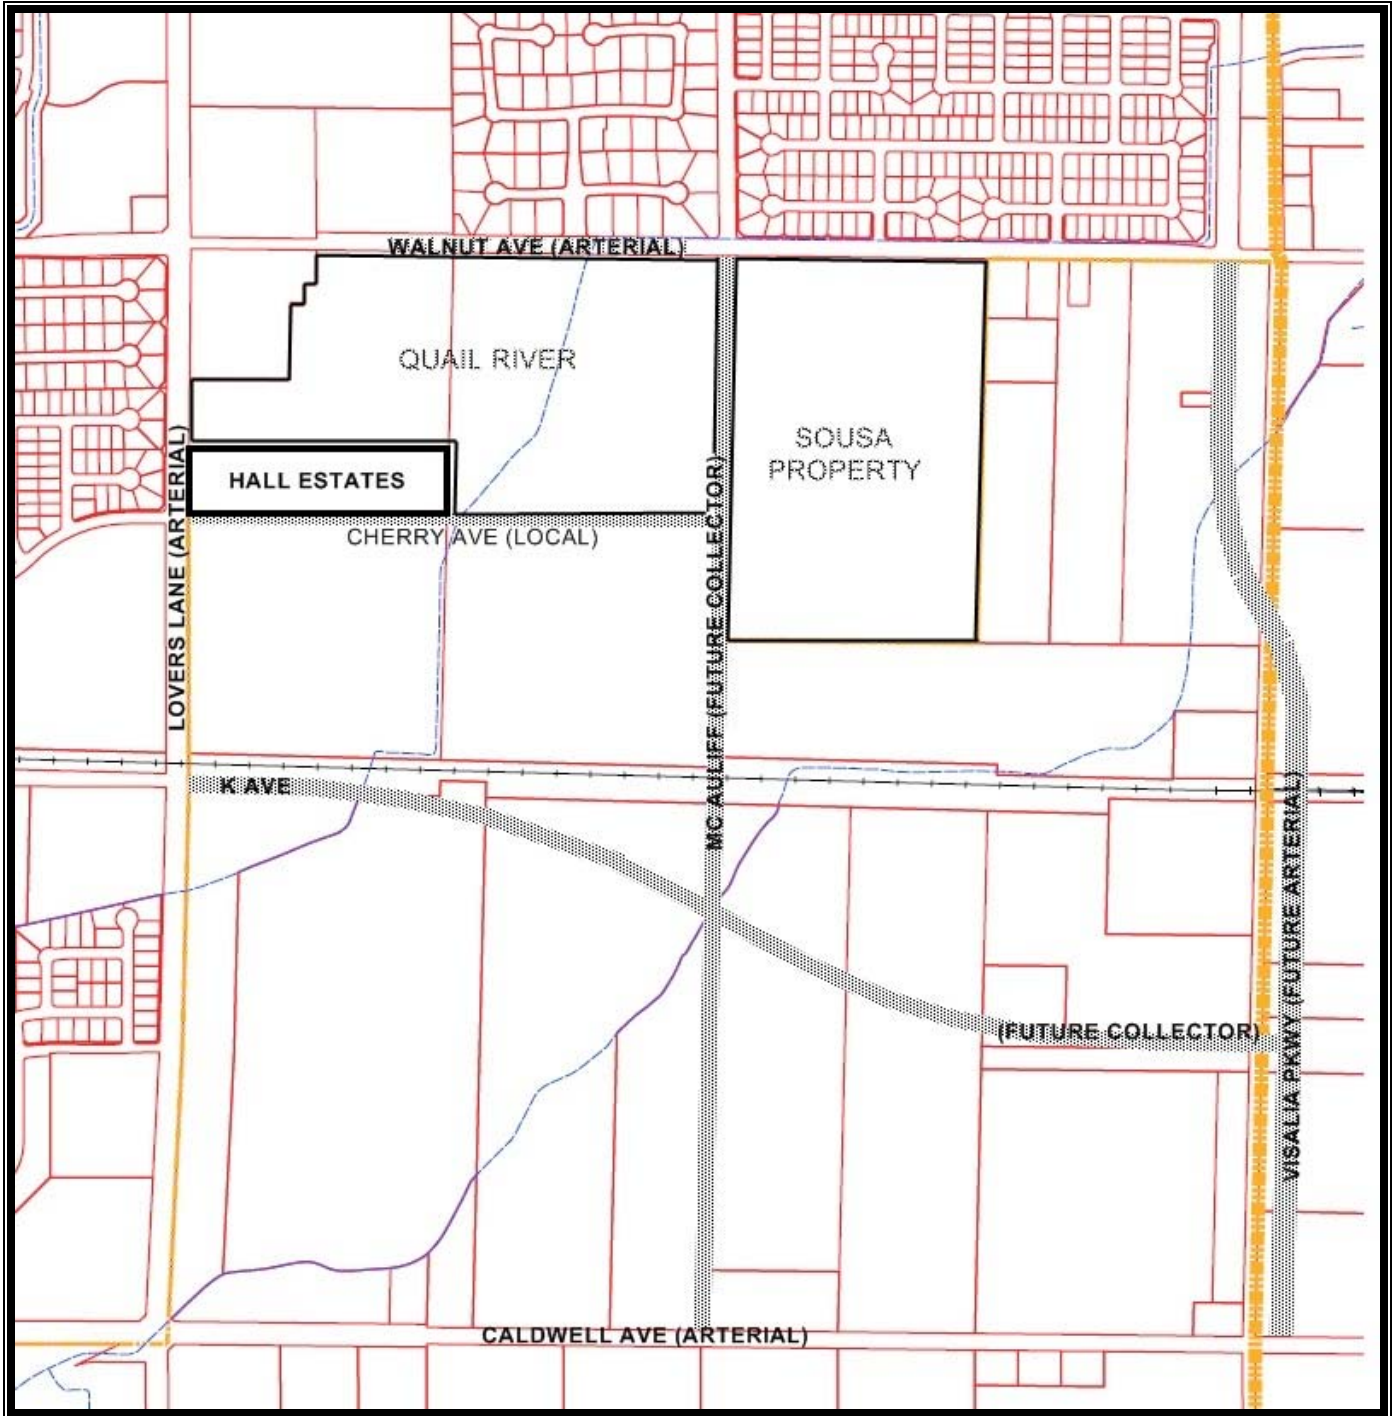 WALNUT AVE (ARTERIAL)
QUAIL RIVER
SOUSA
PROPERTY
HALL ESTATES
CHERRY AVE (LOCAL)
LOVERS LANE (ARTERIAL)
MC AULIFF (FUTURE COLLECTOR)
K AVE
(FUTURE COLLECTOR)
VISALIA PKWY (FUTURE ARTERIAL)
CALDWELL AVE (ARTERIAL)